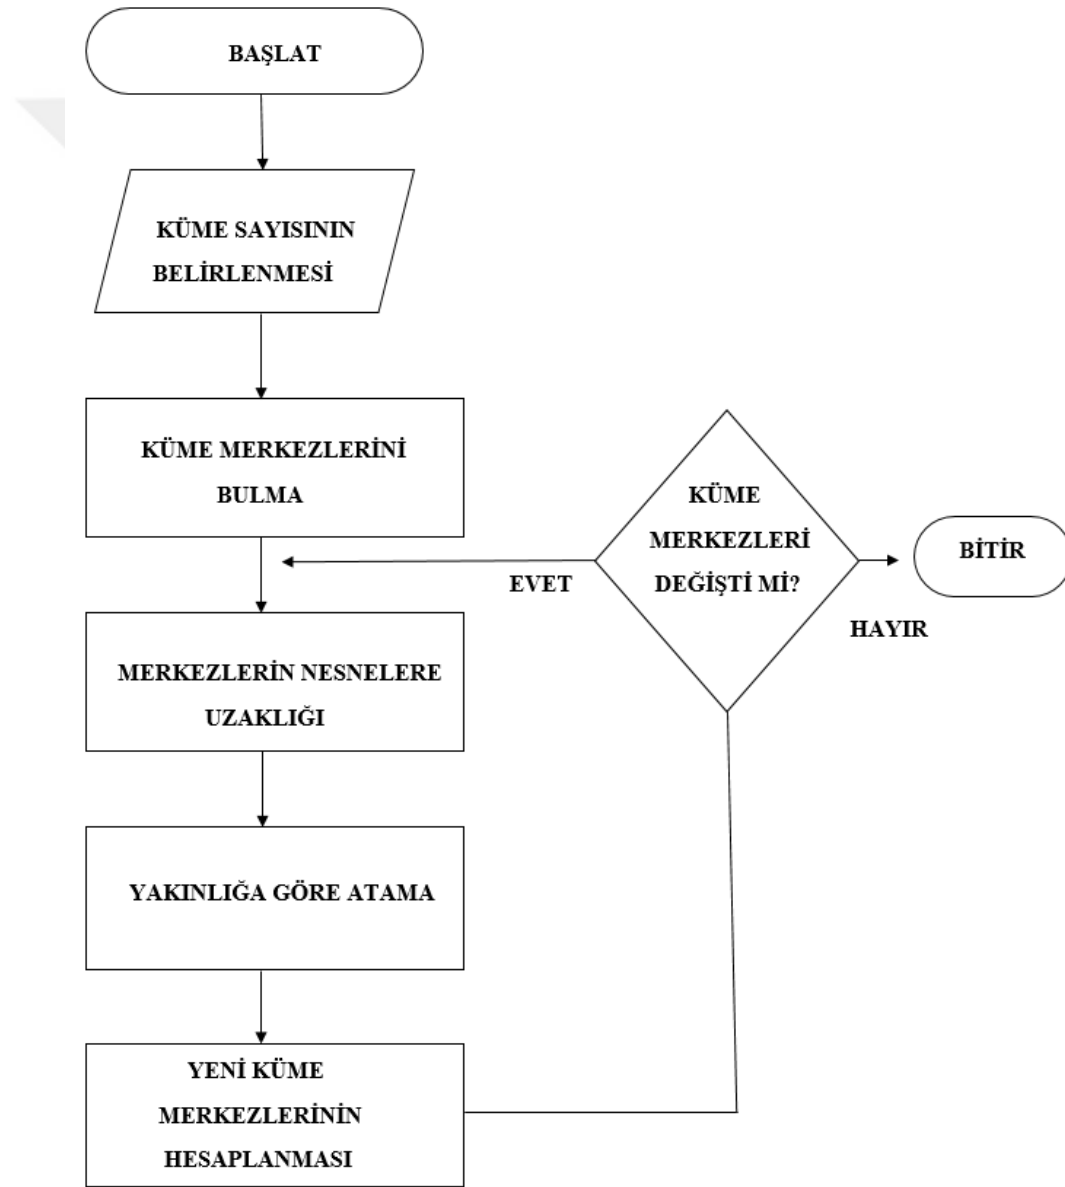 BAŞLAT
KÜME SAYISININ
BELİRLENMESİ
KÜME MERKEZLERİNİ
BULMA
MERKEZLERİN NESNELERE
UZAKLIĞI
YAKINLIĞA GÖRE ATAMA
YENİ KÜME
MERKEZLERİNİN
HESAPLANMASI
KÜME
MERKEZLERİ
DEĞİŞTİ Mİ?
EVET
HAYIR
BİTİR